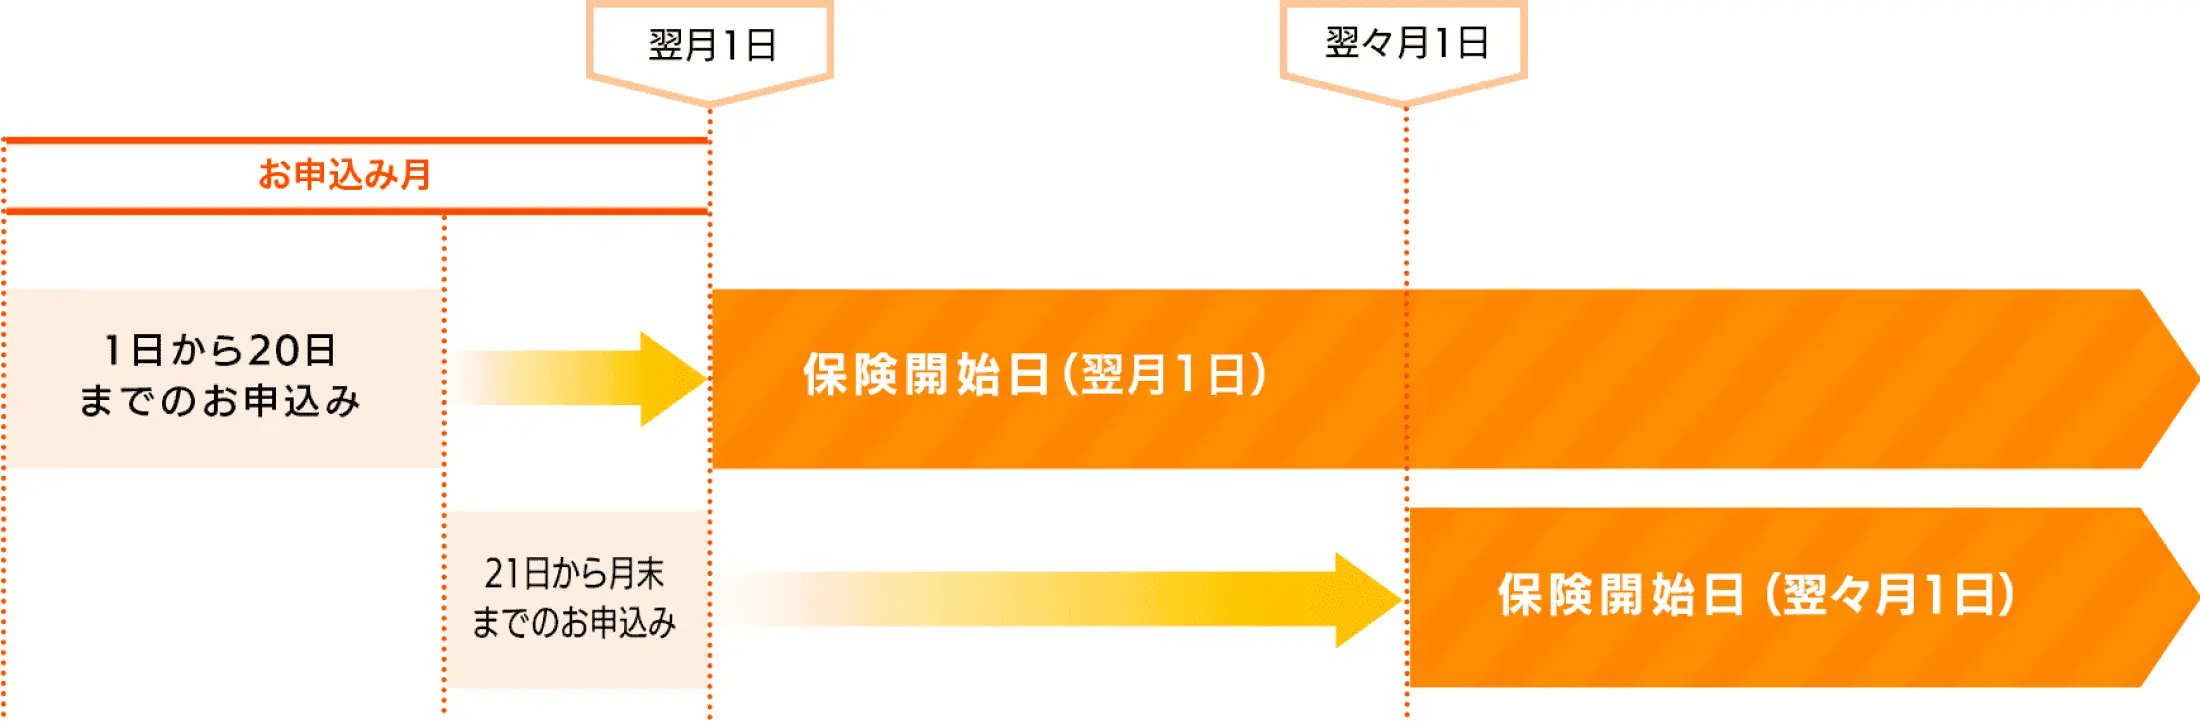 翌月1日
翌々月1日
お申込み月
1日から20日
までのお申込み
保険開始日(翌月1日)
21日から月末
までのお申込み
保険開始日(翌々月1日)